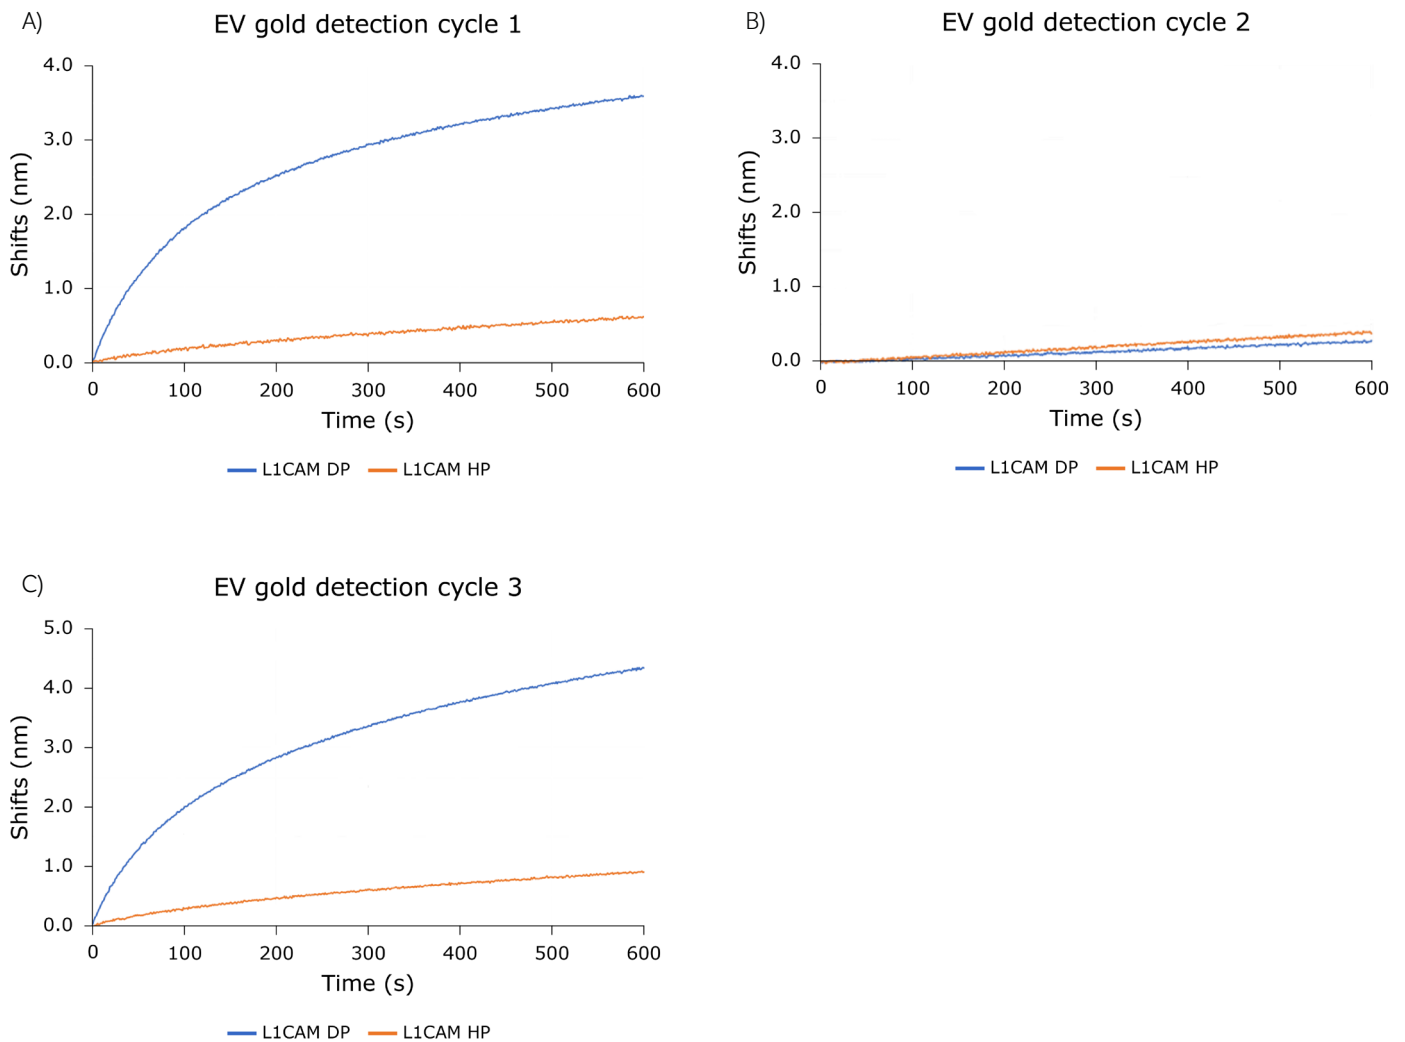 A)
EV gold detection cycle 1
4.0
3.0
2.0
1.0
0.0
Shifts (nm)
0 100 200 300 400 500 600
Time (s)
L1CAM DP L1CAM HP
B)
EV gold detection cycle 2
4.0
3.0
2.0
1.0
0.0
Shifts (nm)
0 100 200 300 400 500 600
Time (s)
L1CAM DP L1CAM HP
C)
EV gold detection cycle 3
5.0
4.0
3.0
2.0
1.0
0.0
Shifts (nm)
0 100 200 300 400 500 600
Time (s)
L1CAM DP L1CAM HP